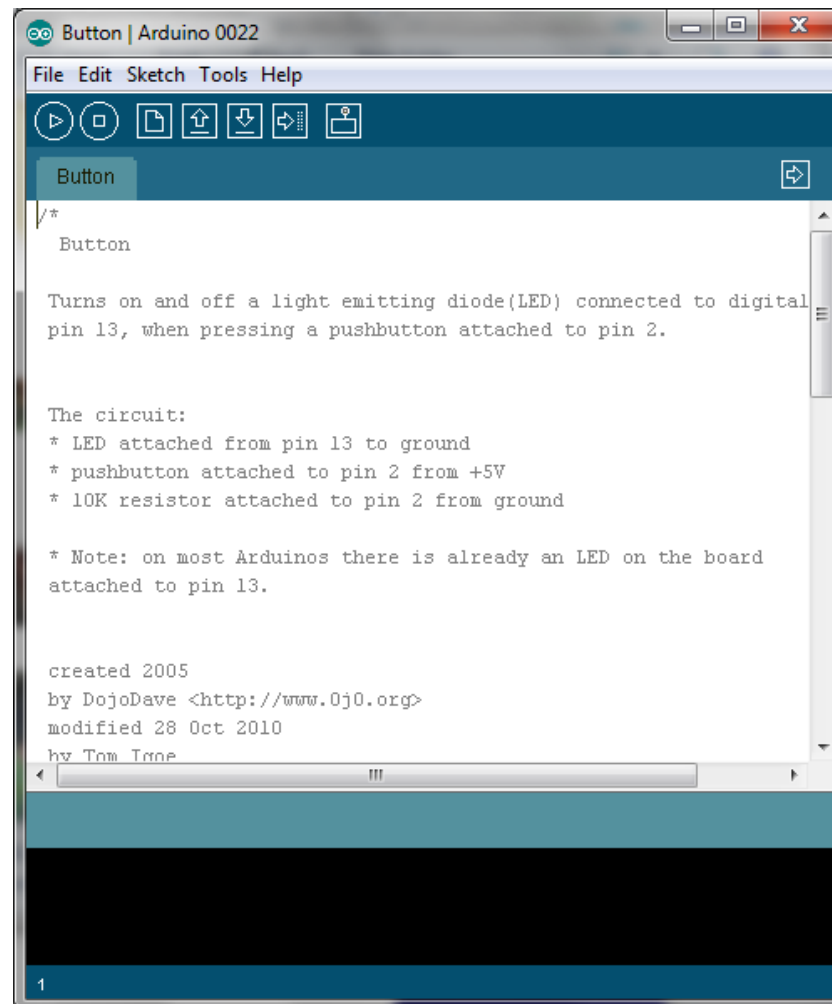 Button | Arduino 0022
File Edit Sketch Tools Help
Button
/*
Button
Turns on and off a light emitting diode(LED) connected to digital
pin 13, when pressing a pushbutton attached to pin 2.
The circuit:
* LED attached from pin 13 to ground
* pushbutton attached to pin 2 from +5V
* 10K resistor attached to pin 2 from ground
* Note: on most Arduinos there is already an LED on the board
attached to pin 13.
created 2005
by DojoDave <http://www.0j0.org>
modified 28 Oct 2010
by Tom Igoe
1